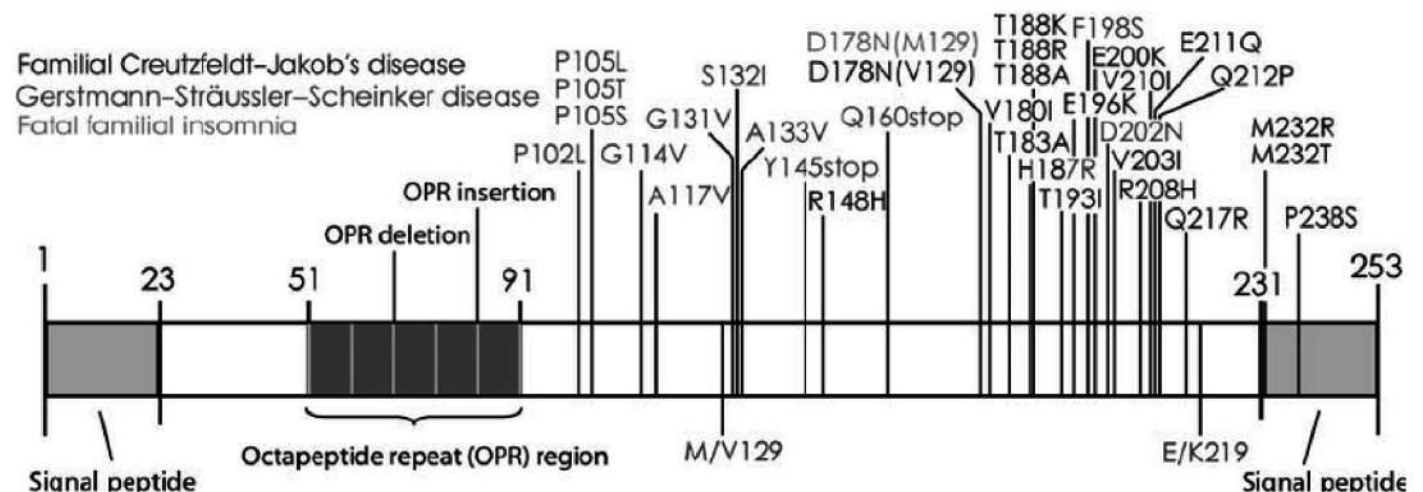 Familial Creutzfeldt–Jakob's disease
Gerstmann–Sträussler–Scheinker disease
Fatal familial insomnia
P105L
P105T
P105S
P102L
G114V
A117V
S132I
G131V
A133V
Y145stop
R148H
Q160stop
D178N(M129)
D178N(V129)
V180I
T183A
H187R
T188K
T188R
T188A
T193I
E196K
F198S
E200K
D202N
V203I
R208H
V210I
E211Q
Q212P
Q217R
M232R
M232T
P238S
OPR insertion
OPR deletion
1
23
51
91
231
253
Signal peptide
Octapeptide repeat (OPR) region
M/V129
E/K219
Signal peptide